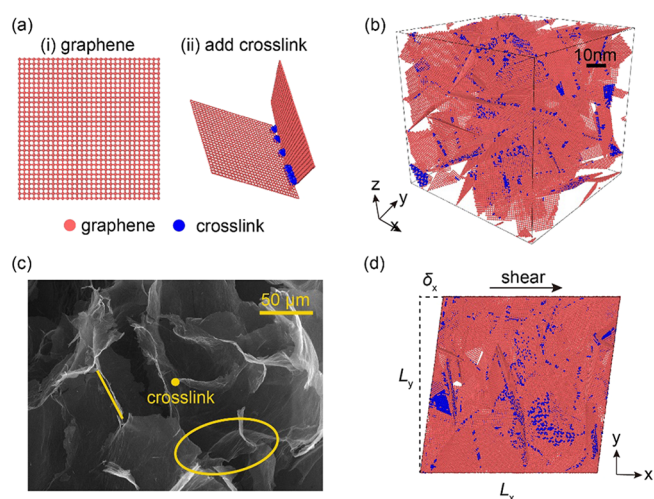 (a)
(i) graphene
(ii) add crosslink
graphene
crosslink
(b)
10nm
z
y
x
(c)
50 μm
crosslink
(d)
δx
shear
Ly
y
x
Lx